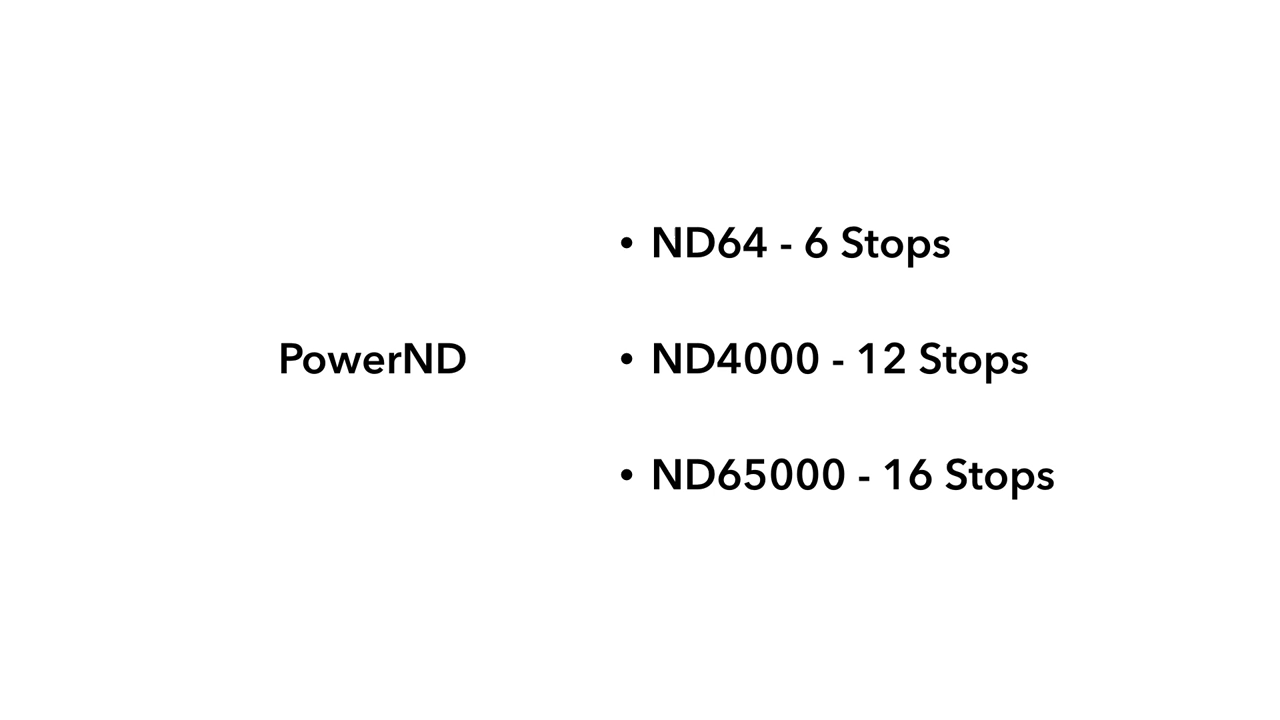 PowerND
• ND64 - 6 Stops
• ND4000 - 12 Stops
• ND65000 - 16 Stops